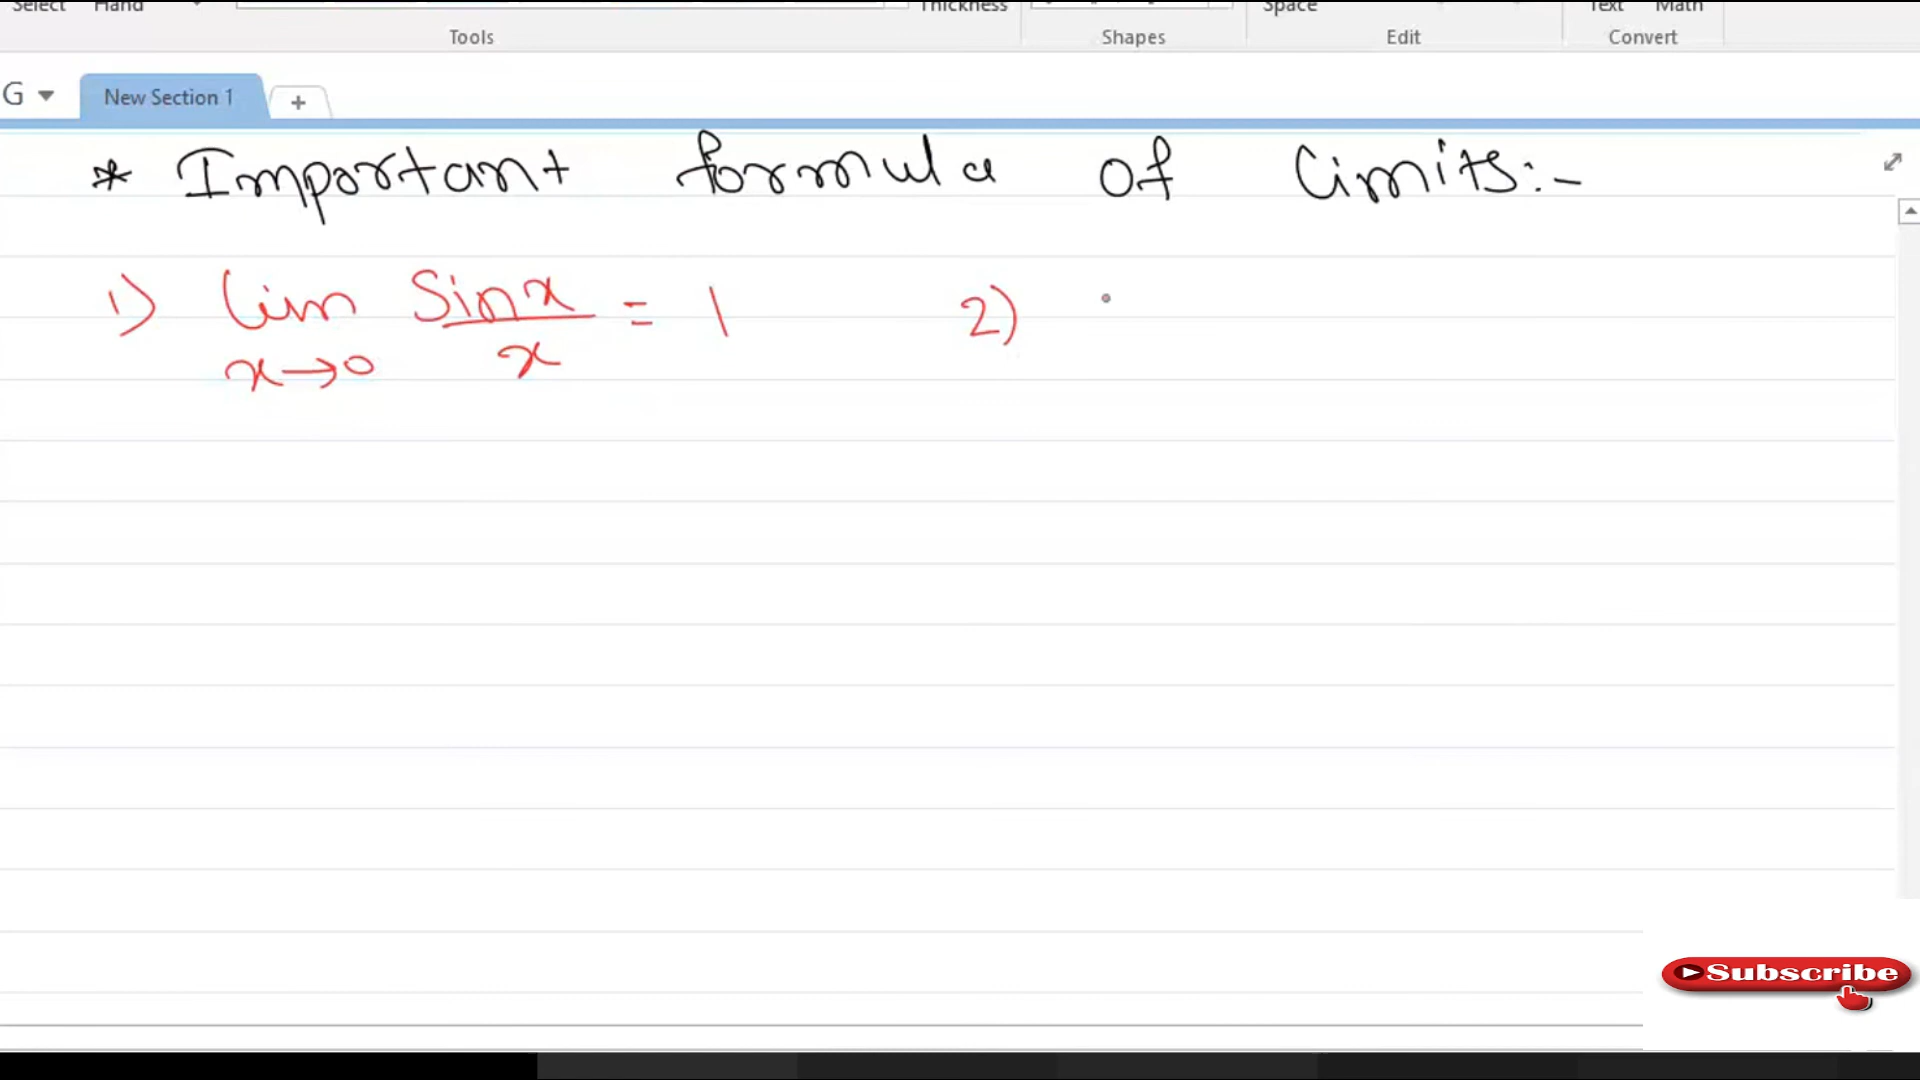 Select Hand Thickness Space Text Math
Tools Shapes Edit Convert
G New Section 1 +
* Important formula of Limits:-
1) lim Sinx/x = 1 2)
x→0
Subscribe